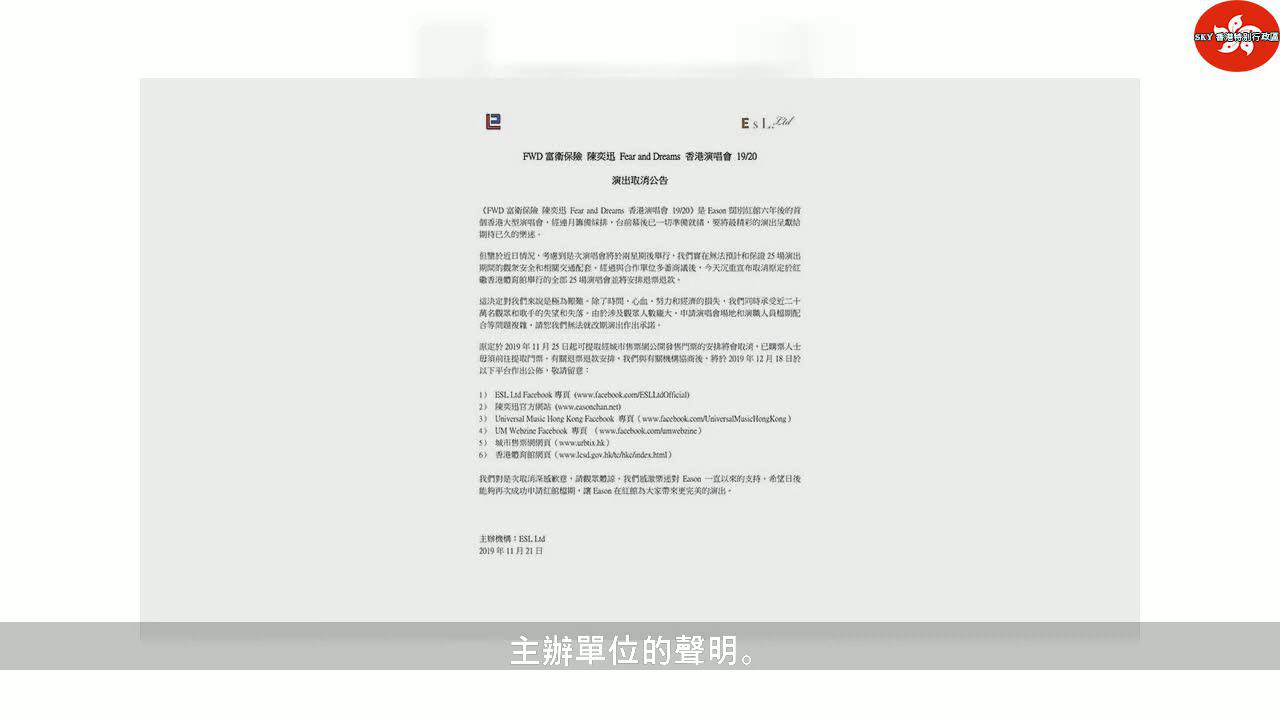 SKY 香港特別行政區
EsL.Ltd
FWD 富衛保險 陳奕迅 Fear and Dreams 香港演唱會 19/20
演出取消公告
《FWD 富衛保險 陳奕迅 Fear and Dreams 香港演唱會 19/20》是 Eason 闊別紅館六年後的首
個香港大型演唱會，經連月籌備綵排，台前幕後已一切準備就緒，要將最精彩的演出呈獻給
期待已久的樂迷。
但鑒於近日情況，考慮到是次演唱會將於兩星期後舉行，我們實在無法預計和保證 25 場演出
期間的觀眾安全和相關交通配套，經過與合作單位多番商議後，今天沉重宣布取消原定於紅
磡香港體育館舉行的全部 25 場演唱會並將安排退票退款。
這決定對我們來說是極為艱難，除了時間、心血、努力和經濟的損失，我們同時承受近二十
萬名觀眾和歌手的失望和失落。由於涉及觀眾人數龐大，申請演唱會場地和演職人員檔期配
合等問題複雜，請恕我們無法就改期演出作出承諾。
原定於 2019 年 11 月 25 日起可提取經城市售票網公開發售門票的安排將會取消，已購票人士
毋須前往提取門票。有關退票退款安排，我們與有關機構協商後，將於 2019 年 12 月 18 日於
以下平台作出公佈，敬請留意：
1） ESL Ltd Facebook 專頁 (www.facebook.com/ESLLtdOfficial)
2） 陳奕迅官方網站 (www.easonchan.net)
3） Universal Music Hong Kong Facebook 專頁（www.facebook.com/UniversalMusicHongKong）
4） UM Webzine Facebook 專頁 （www.facebook.com/umwebzine）
5） 城市售票網網頁（www.urbtix.hk）
6） 香港體育館網頁（www.lcsd.gov.hk/tc/hkc/index.html）
我們對是次取消深感歉意，請觀眾體諒。我們感激樂迷對 Eason 一直以來的支持。希望日後
能夠再次成功申請紅館檔期，讓 Eason 在紅館為大家帶來更完美的演出。
主辦機構：ESL Ltd
2019 年 11 月 21 日
主辦單位的聲明。